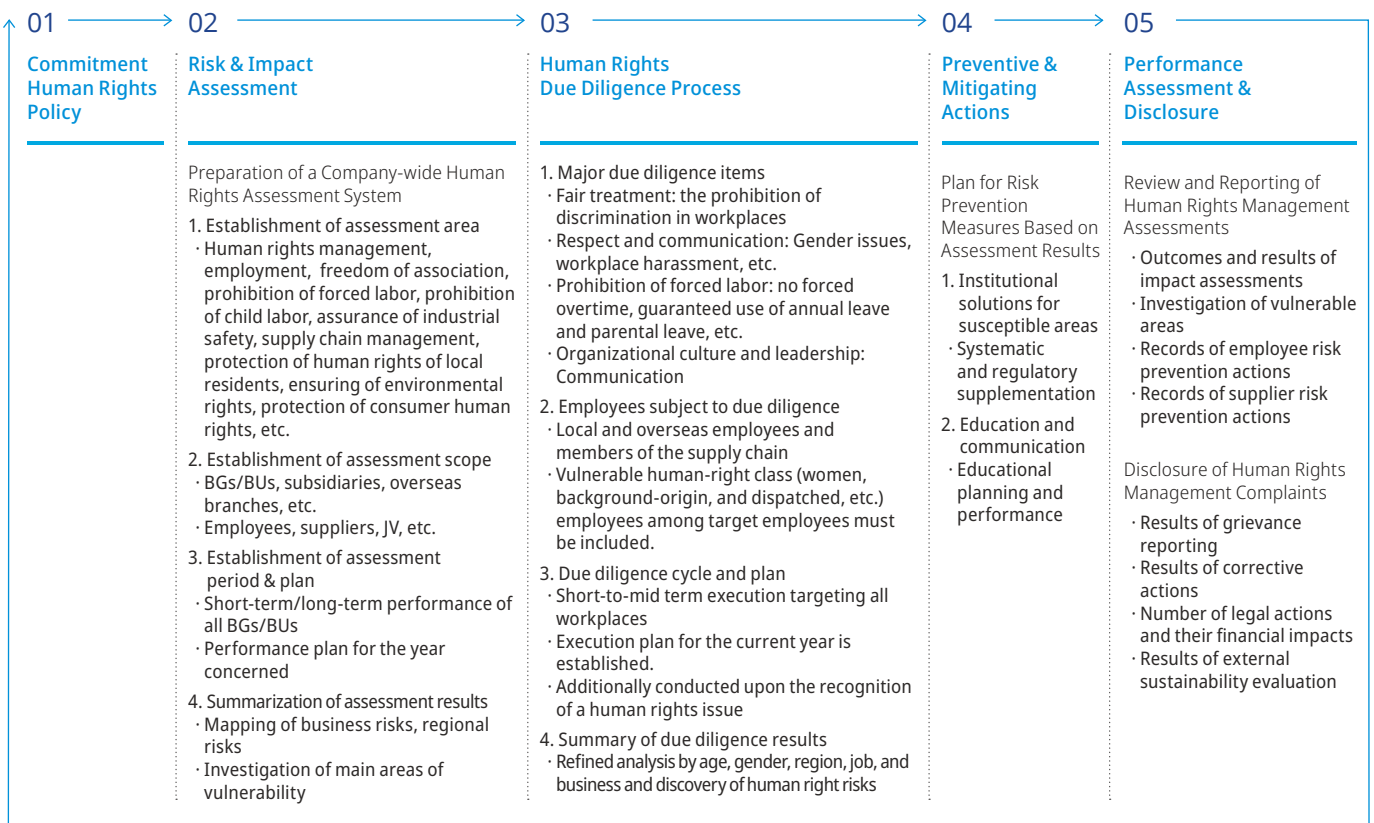 01
Commitment
Human Rights
Policy
02
Risk & Impact
Assessment
Preparation of a Company-wide Human
Rights Assessment System
1. Establishment of assessment area
· Human rights management,
employment, freedom of association,
prohibition of forced labor, prohibition
of child labor, assurance of industrial
safety, supply chain management,
protection of human rights of local
residents, ensuring of environmental
rights, protection of consumer human
rights, etc.
2. Establishment of assessment scope
· BGs/BUs, subsidiaries, overseas
branches, etc.
· Employees, suppliers, JV, etc.
3. Establishment of assessment
period & plan
· Short-term/long-term performance of
all BGs/BUs
· Performance plan for the year
concerned
4. Summarization of assessment results
· Mapping of business risks, regional
risks
· Investigation of main areas of
vulnerability
03
Human Rights
Due Diligence Process
1. Major due diligence items
· Fair treatment: the prohibition of
discrimination in workplaces
· Respect and communication: Gender issues,
workplace harassment, etc.
· Prohibition of forced labor: no forced
overtime, guaranteed use of annual leave
and parental leave, etc.
· Organizational culture and leadership:
Communication
2. Employees subject to due diligence
· Local and overseas employees and
members of the supply chain
· Vulnerable human-right class (women,
background-origin, and dispatched, etc.)
employees among target employees must
be included.
3. Due diligence cycle and plan
· Short-to-mid term execution targeting all
workplaces
· Execution plan for the current year is
established.
· Additionally conducted upon the recognition
of a human rights issue
4. Summary of due diligence results
· Refined analysis by age, gender, region, job, and
business and discovery of human right risks
04
Preventive &
Mitigating
Actions
Plan for Risk
Prevention
Measures Based on
Assessment Results
1. Institutional
solutions for
susceptible areas
· Systematic
and regulatory
supplementation
2. Education and
communication
· Educational
planning and
performance
05
Performance
Assessment &
Disclosure
Review and Reporting of
Human Rights Management
Assessments
· Outcomes and results of
impact assessments
· Investigation of vulnerable
areas
· Records of employee risk
prevention actions
· Records of supplier risk
prevention actions
Disclosure of Human Rights
Management Complaints
· Results of grievance
reporting
· Results of corrective
actions
· Number of legal actions
and their financial impacts
· Results of external
sustainability evaluation